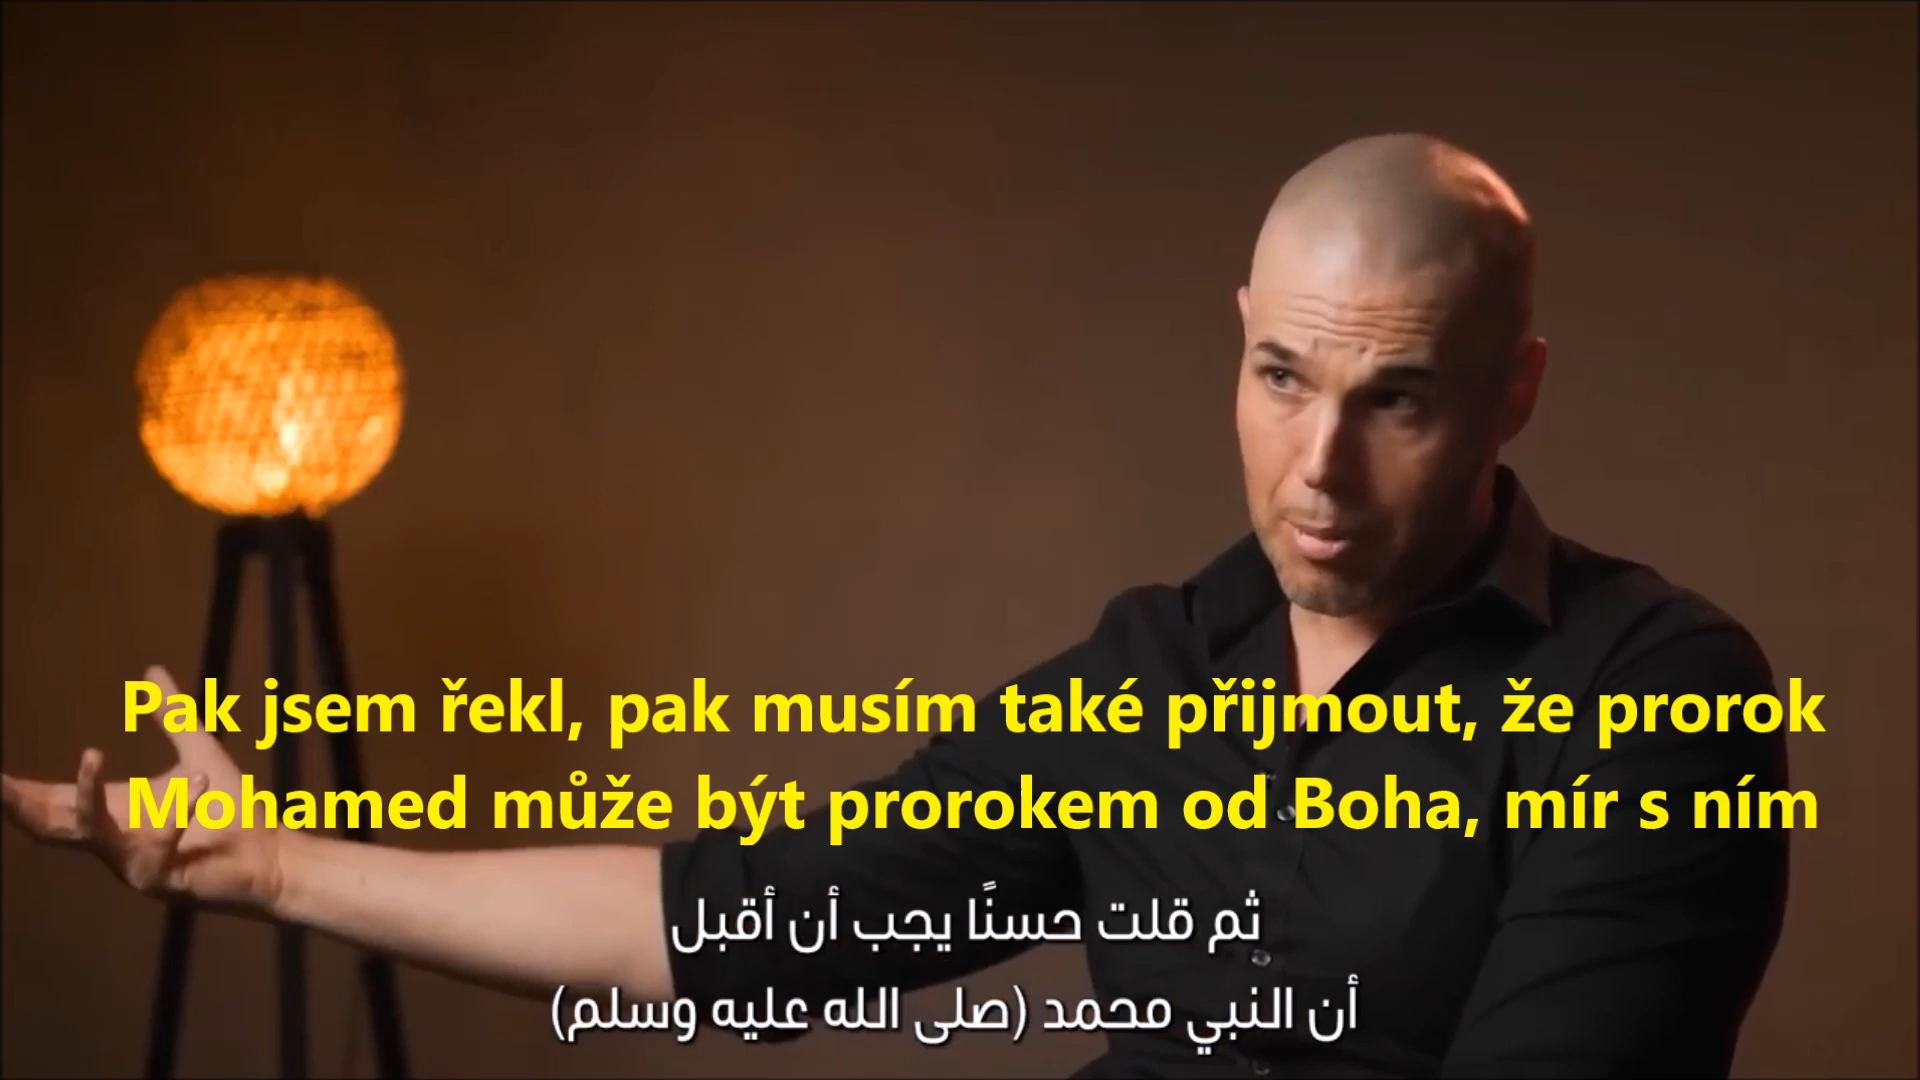 Pak jsem řekl, pak musím také přijmout, že prorok
Mohamed může být prorokem od Boha, mír s ním
ثم قلت حسنًا يجب أن أقبل
أن النبي محمد (صلى الله عليه وسلم)